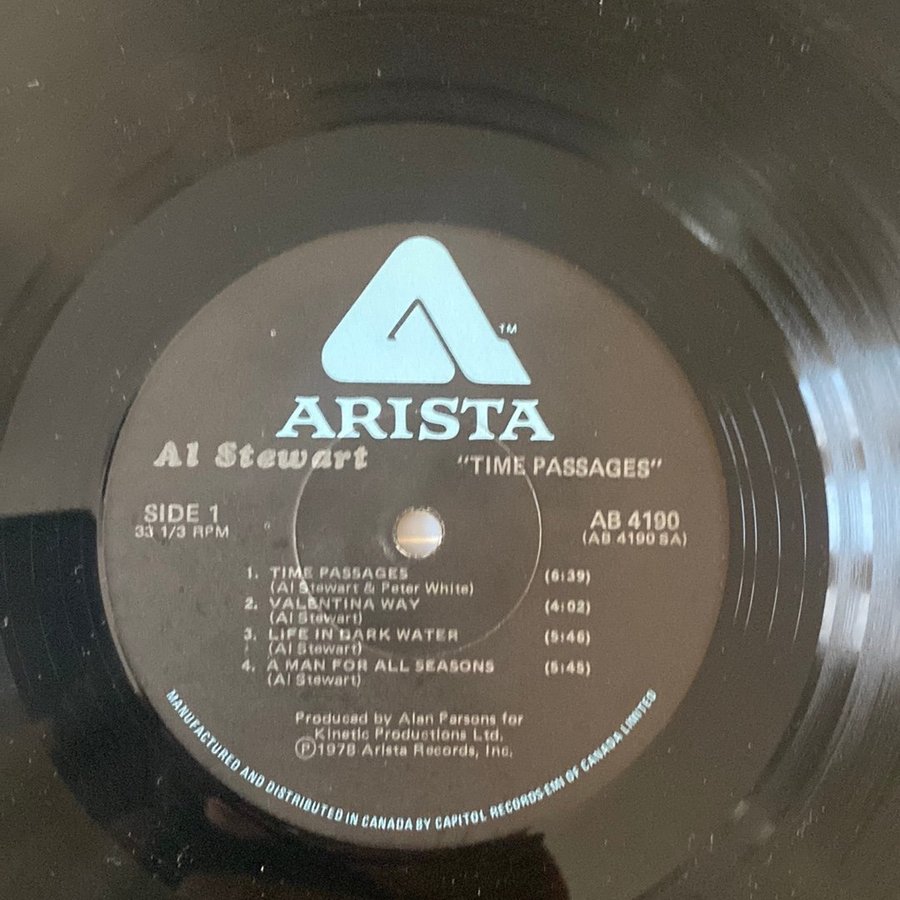 TM
ARISTA
Al Stewart
"TIME PASSAGES"
SIDE 1
33 1/3 RPM
AB 4190
(AB 4190 SA)
1. TIME PASSAGES (6:39)
(Al Stewart & Peter White)
2. VALENTINA WAY (4:02)
(Al Stewart)
3. LIFE IN DARK WATER (5:46)
(Al Stewart)
4. A MAN FOR ALL SEASONS (5:45)
(Al Stewart)
Produced by Alan Parsons for
Kinetic Productions Ltd.
Ⓟ1978 Arista Records, Inc.
MANUFACTURED AND DISTRIBUTED IN CANADA BY CAPITOL RECORDS-EMI OF CANADA LIMITED